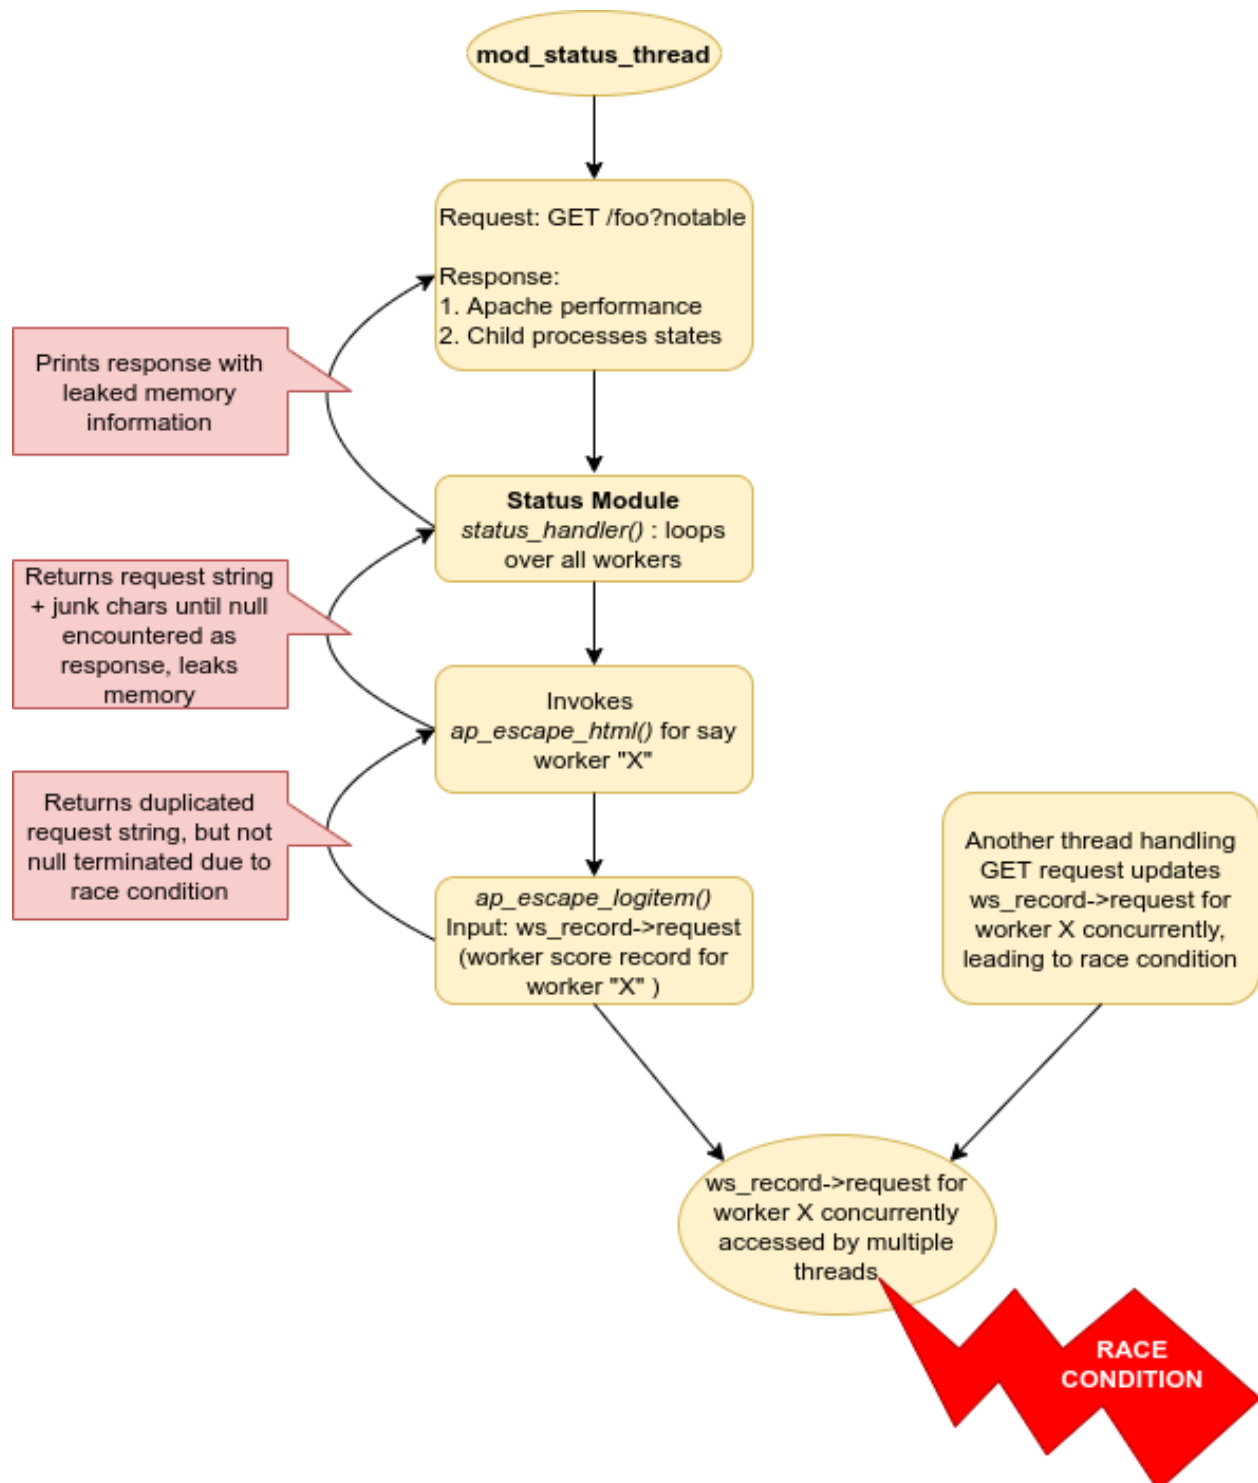 mod_status_thread
Request: GET /foo?notable
Response:
1. Apache performance
2. Child processes states
Prints response with
leaked memory
information
Status Module
status_handler() : loops
over all workers
Returns request string
+ junk chars until null
encountered as
response, leaks
memory
Invokes
ap_escape_html() for say
worker "X"
Returns duplicated
request string, but not
null terminated due to
race condition
ap_escape_logitem()
Input: ws_record->request
(worker score record for
worker "X" )
Another thread handling
GET request updates
ws_record->request for
worker X concurrently,
leading to race condition
ws_record->request for
worker X concurrently
accessed by multiple
threads
RACE
CONDITION